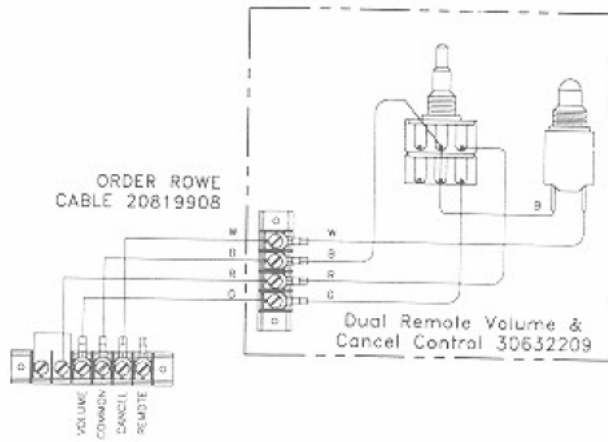 ORDER ROWE
CABLE 20819908
W
B
R
G
W
B
R
G
B
Dual Remote Volume &
Cancel Control 30632209
VOLUME
COMMON
CANCEL
REMOTE